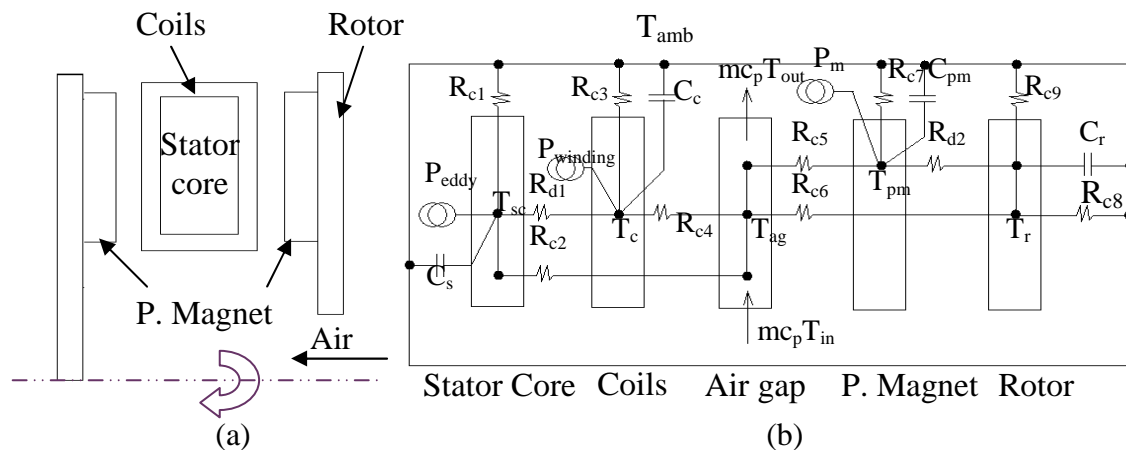 Coils
Rotor
Stator
core
P. Magnet
Air
(a)
T_amb
P_m
mc_pT_out
R_c1
R_c3
C_c
R_c7
C_pm
R_c9
P_eddy
P_winding
R_c5
R_d2
C_r
T_sc
R_d1
T_pm
R_c6
R_c8
R_c2
T_c
R_c4
T_ag
T_r
C_s
mc_pT_in
Stator Core Coils Air gap P. Magnet Rotor
(b)